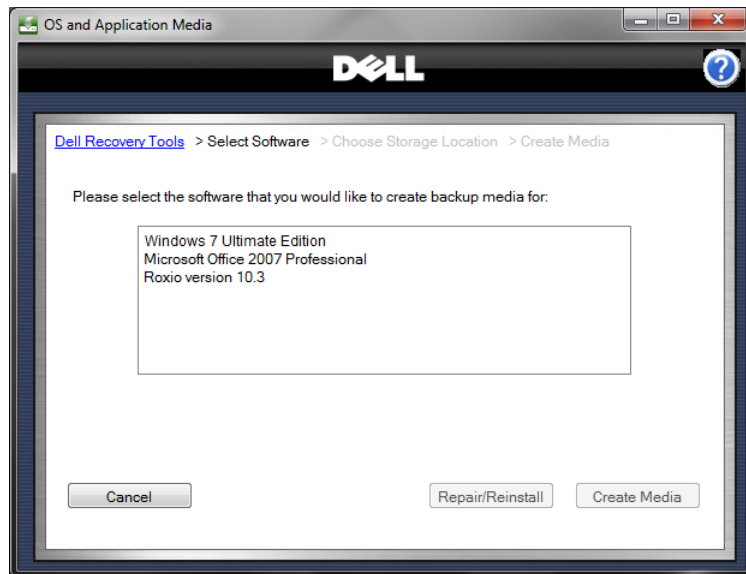 OS and Application Media
DELL
?
Dell Recovery Tools > Select Software > Choose Storage Location > Create Media
Please select the software that you would like to create backup media for:
Windows 7 Ultimate Edition
Microsoft Office 2007 Professional
Roxio version 10.3
Cancel
Repair/Reinstall
Create Media